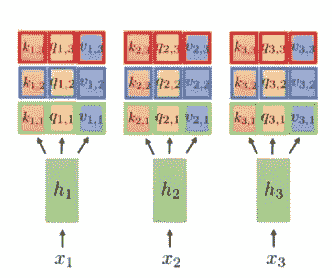 k_{1,3} q_{1,3} v_{1,3} k_{2,3} q_{2,3} v_{2,3} k_{3,3} q_{3,3} v_{3,3}
k_{1,2} q_{1,2} v_{1,2} k_{2,2} q_{2,2} v_{2,2} k_{3,2} q_{3,2} v_{3,2}
k_{1,1} q_{1,1} v_{1,1} k_{2,1} q_{2,1} v_{2,1} k_{3,1} q_{3,1} v_{3,1}
h_1 h_2 h_3
x_1 x_2 x_3